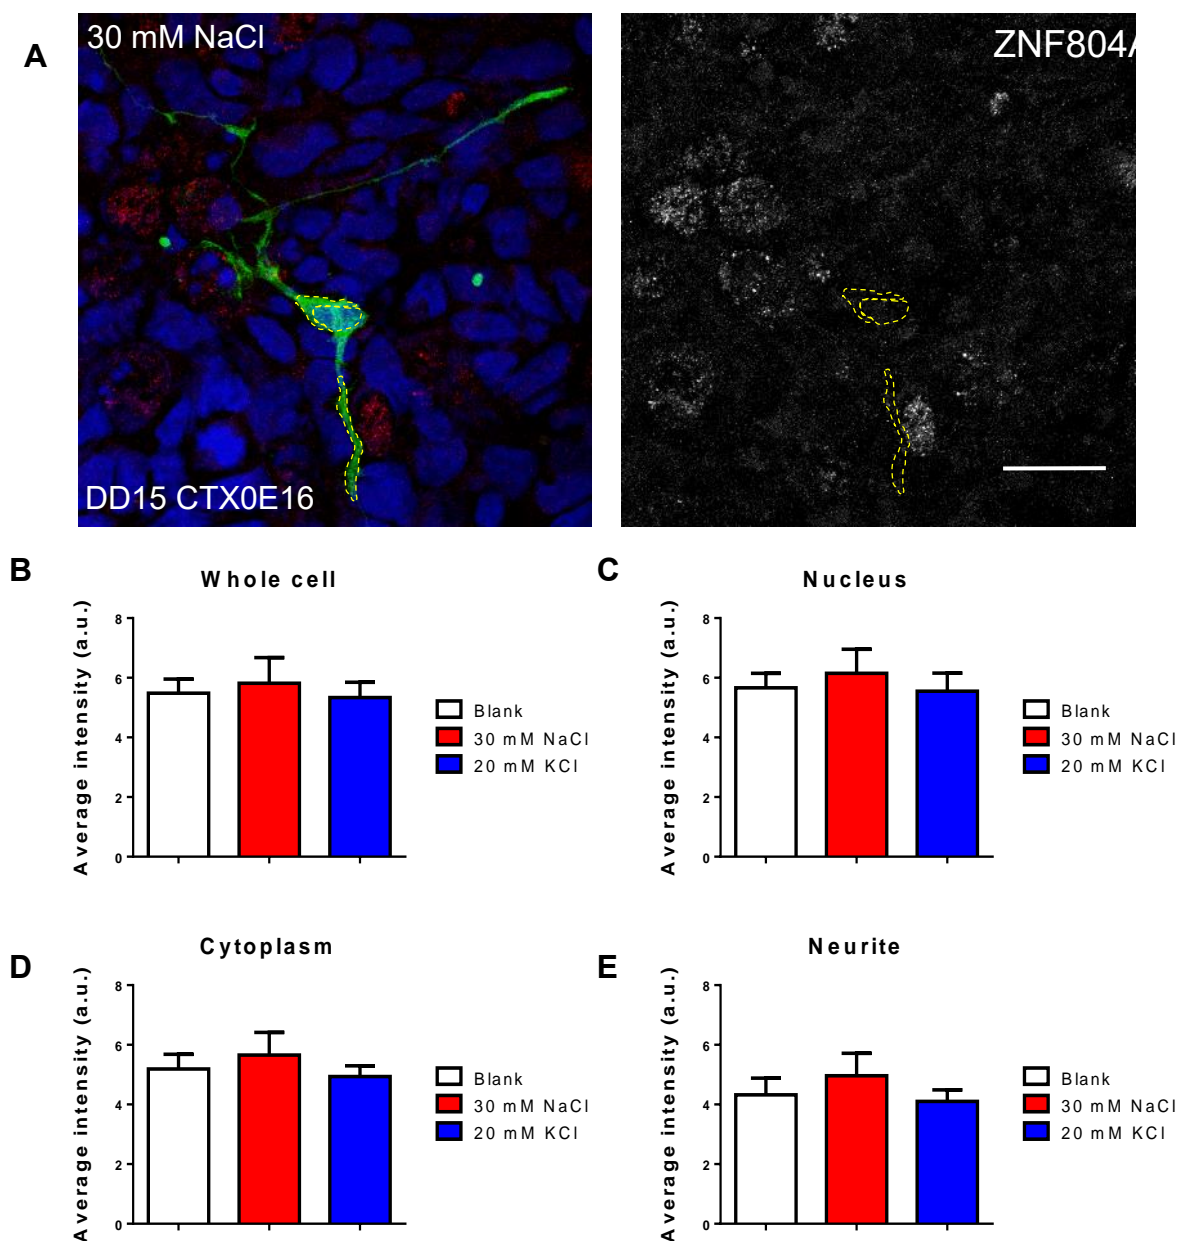 A
30 mM NaCl
ZNF804A
DD15 CTX0E16
B
Whole cell
Average intensity (a.u.)
8
6
4
2
0
Blank
30 mM NaCl
20 mM KCl
C
Nucleus
Average intensity (a.u.)
8
6
4
2
0
Blank
30 mM NaCl
20 mM KCl
D
Cytoplasm
Average intensity (a.u.)
8
6
4
2
0
Blank
30 mM NaCl
20 mM KCl
E
Neurite
Average intensity (a.u.)
8
6
4
2
0
Blank
30 mM NaCl
20 mM KCl